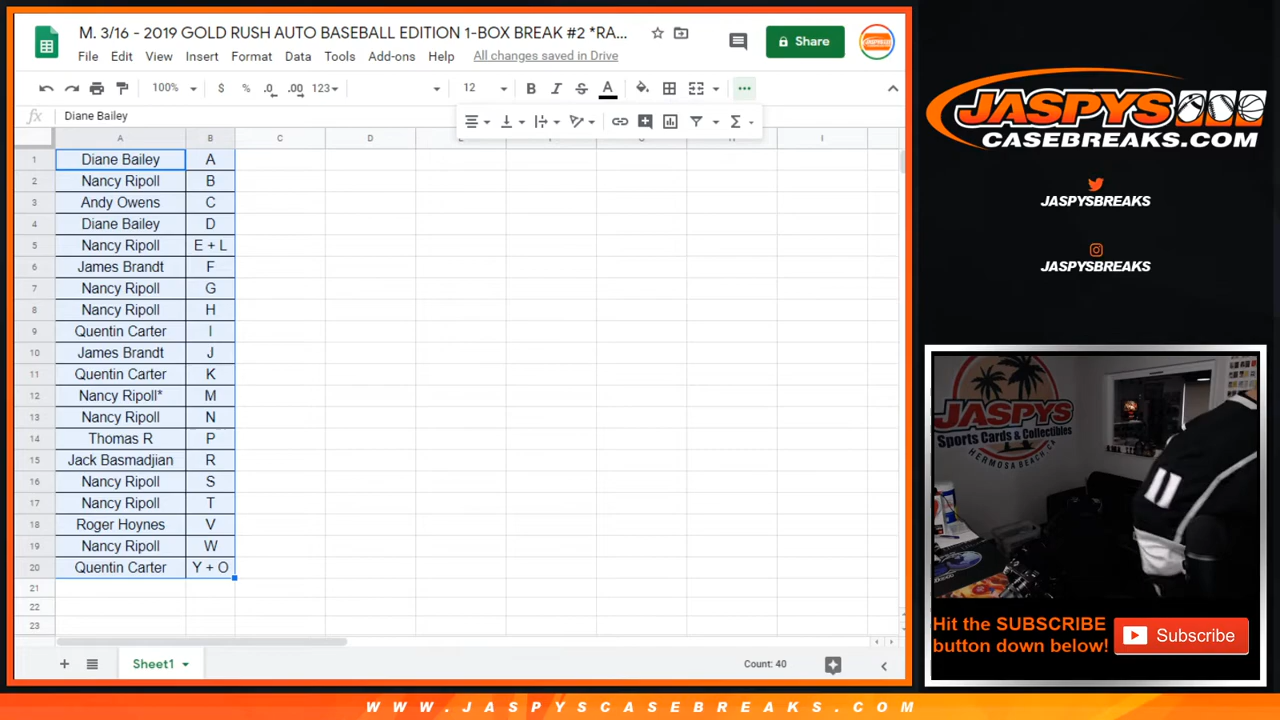 M. 3/16 - 2019 GOLD RUSH AUTO BASEBALL EDITION 1-BOX BREAK #2 *RA...
File Edit View Insert Format Data Tools Add-ons Help All changes saved in Drive
Share
100% $ % .0 .00 123 12 B I S A
fx Diane Bailey
A B C D I
1 Diane Bailey A
2 Nancy Ripoll B
3 Andy Owens C
4 Diane Bailey D
5 Nancy Ripoll E + L
6 James Brandt F
7 Nancy Ripoll G
8 Nancy Ripoll H
9 Quentin Carter I
10 James Brandt J
11 Quentin Carter K
12 Nancy Ripoll* M
13 Nancy Ripoll N
14 Thomas R P
15 Jack Basmadjian R
16 Nancy Ripoll S
17 Nancy Ripoll T
18 Roger Hoynes V
19 Nancy Ripoll W
20 Quentin Carter Y + O
21
22
23
Sheet1
Count: 40
JASPYS
CASEBREAKS.COM
JASPYSBREAKS
JASPYSBREAKS
JASPYS
Sports Cards & Collectibles
HERMOSA BEACH, CA
Hit the SUBSCRIBE
button down below!
Subscribe
WWW.JASPYSCASEBREAKS.COM